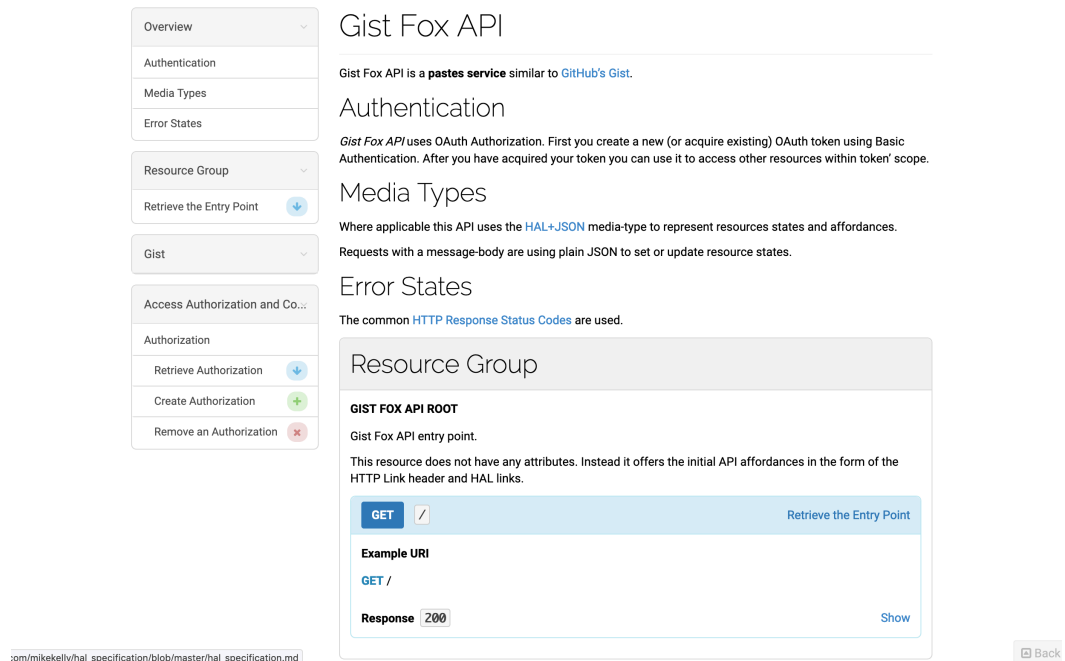 Overview
Authentication
Media Types
Error States
Resource Group
Retrieve the Entry Point
Gist
Access Authorization and Co...
Authorization
Retrieve Authorization
Create Authorization
Remove an Authorization
Gist Fox API
Gist Fox API is a pastes service similar to GitHub's Gist.
Authentication
Gist Fox API uses OAuth Authorization. First you create a new (or acquire existing) OAuth token using Basic
Authentication. After you have acquired your token you can use it to access other resources within token' scope.
Media Types
Where applicable this API uses the HAL+JSON media-type to represent resources states and affordances.
Requests with a message-body are using plain JSON to set or update resource states.
Error States
The common HTTP Response Status Codes are used.
Resource Group
GIST FOX API ROOT
Gist Fox API entry point.
This resource does not have any attributes. Instead it offers the initial API affordances in the form of the
HTTP Link header and HAL links.
GET / Retrieve the Entry Point
Example URI
GET /
Response 200 Show
com/mikekelly/hal_specification/blob/master/hal_specification.md
Back